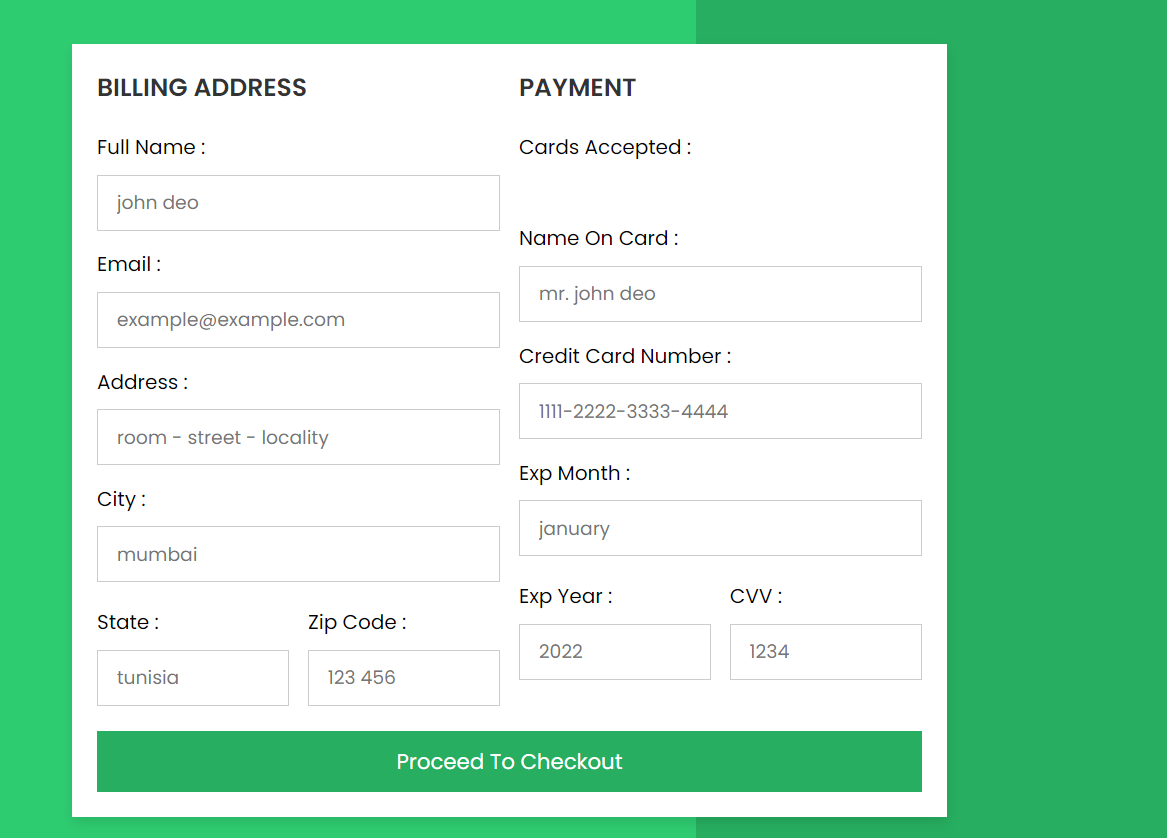 BILLING ADDRESS
Full Name :
john deo
Email :
example@example.com
Address :
room - street - locality
City :
mumbai
State :
Zip Code :
tunisia
123 456
PAYMENT
Cards Accepted :
Name On Card :
mr. john deo
Credit Card Number :
1111-2222-3333-4444
Exp Month :
january
Exp Year :
CVV :
2022
1234
Proceed To Checkout